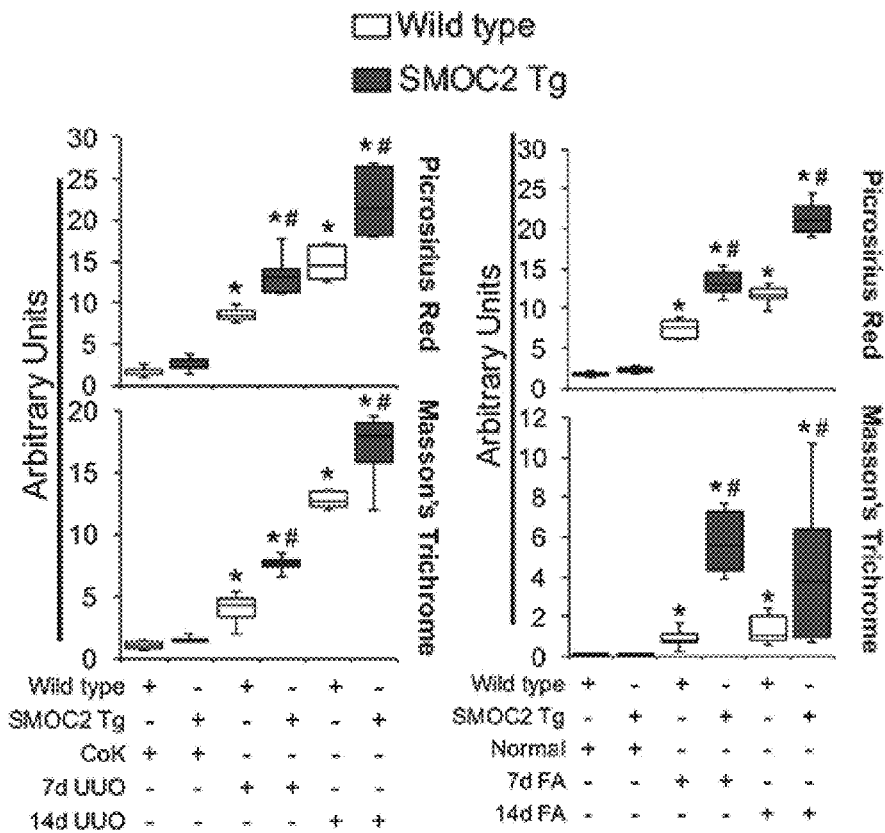 Wild type
SMOC2 Tg
Arbitrary Units
30
25
20
15
10
5
0
* * # * * #
Picrosirius Red
20
15
10
5
0
* * # * * #
Masson's Trichrome
Wild type + - + - + -
SMOC2 Tg - + - + - +
CoK + + - - - -
7d UUO - - + + - -
14d UUO - - - - + +
Arbitrary Units
30
25
20
15
10
5
0
* * # * * #
Picrosirius Red
12
10
8
6
4
2
0
* * # * * #
Masson's Trichrome
Wild type + - + - + -
SMOC2 Tg - + - + - +
Normal + + - - - -
7d FA - - + + - -
14d FA - - - - + +